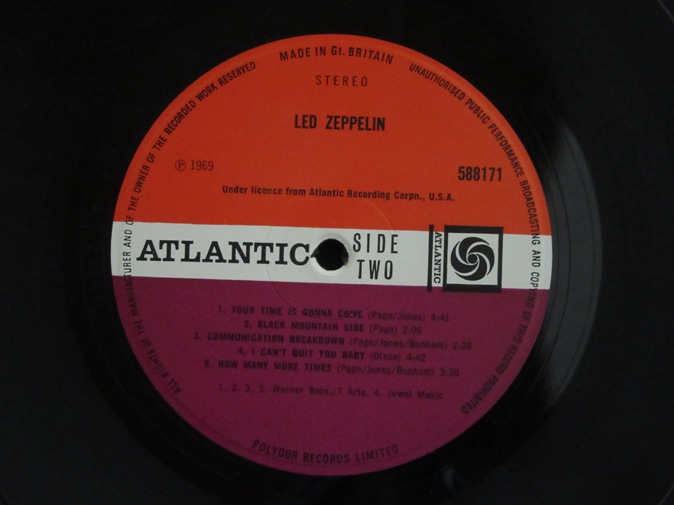 ALL RIGHTS OF THE MANUFACTURER AND OF THE OWNER OF THE RECORDED WORK RESERVED
MADE IN Gt. BRITAIN
UNAUTHORISED PUBLIC PERFORMANCE BROADCASTING AND COPYING OF THIS RECORD PROHIBITED
STEREO
LED ZEPPELIN
℗ 1969
588171
Under licence from Atlantic Recording Corpn., U.S.A.
ATLANTIC
SIDE
TWO
ATLANTIC
1. YOUR TIME IS GONNA COME (Page/Jones) 4-41
2. BLACK MOUNTAIN SIDE (Page) 2-06
3. COMMUNICATION BREAKDOWN (Page/Jones/Bonham) 2-26
4. I CAN'T QUIT YOU BABY (Dixon) 4-42
5. HOW MANY MORE TIMES (Page/Jones/Bonham) 3-30
1. 2. 3. 5. Warner Bros./7 Arts. 4. Jewel Music
POLYDOR RECORDS LIMITED